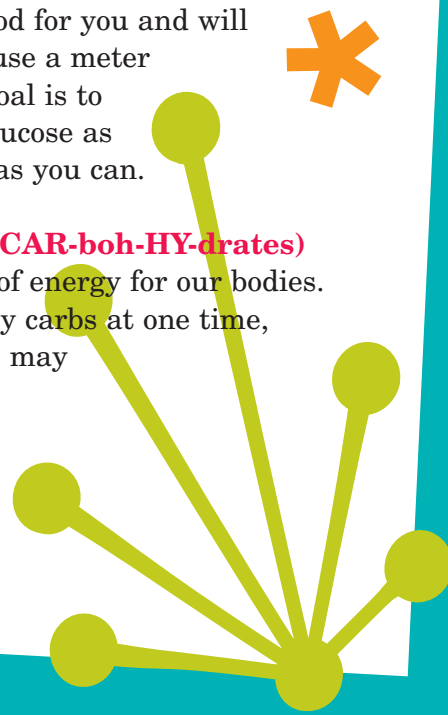 od for you and will
use a meter
oal is to
ucose as
as you can.
(CAR-boh-HY-drates)
of energy for our bodies.
y carbs at one time,
may